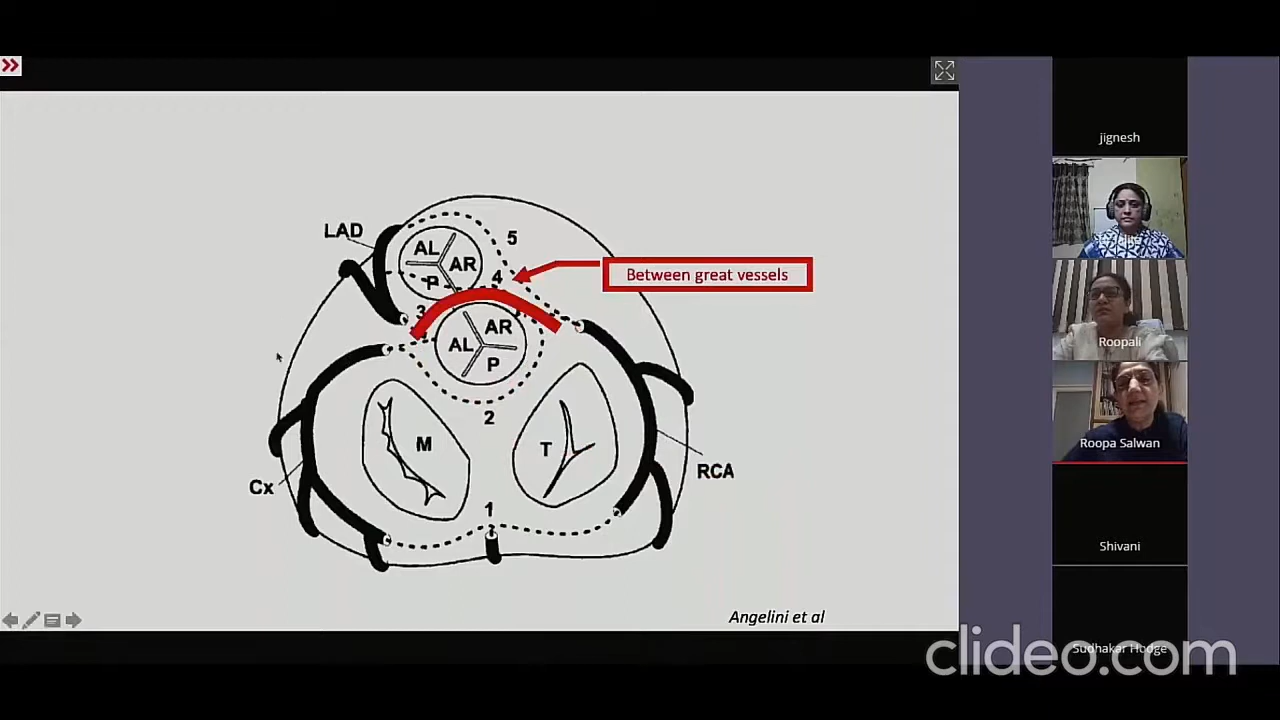 LAD
AL
AR
P
5
4
3
Between great vessels
AR
AL
P
2
M
T
RCA
Cx
1
Angelini et al
jignesh
Roopali
Roopa Salwan
Shivani
Sudhakar Hodge
clideo.com